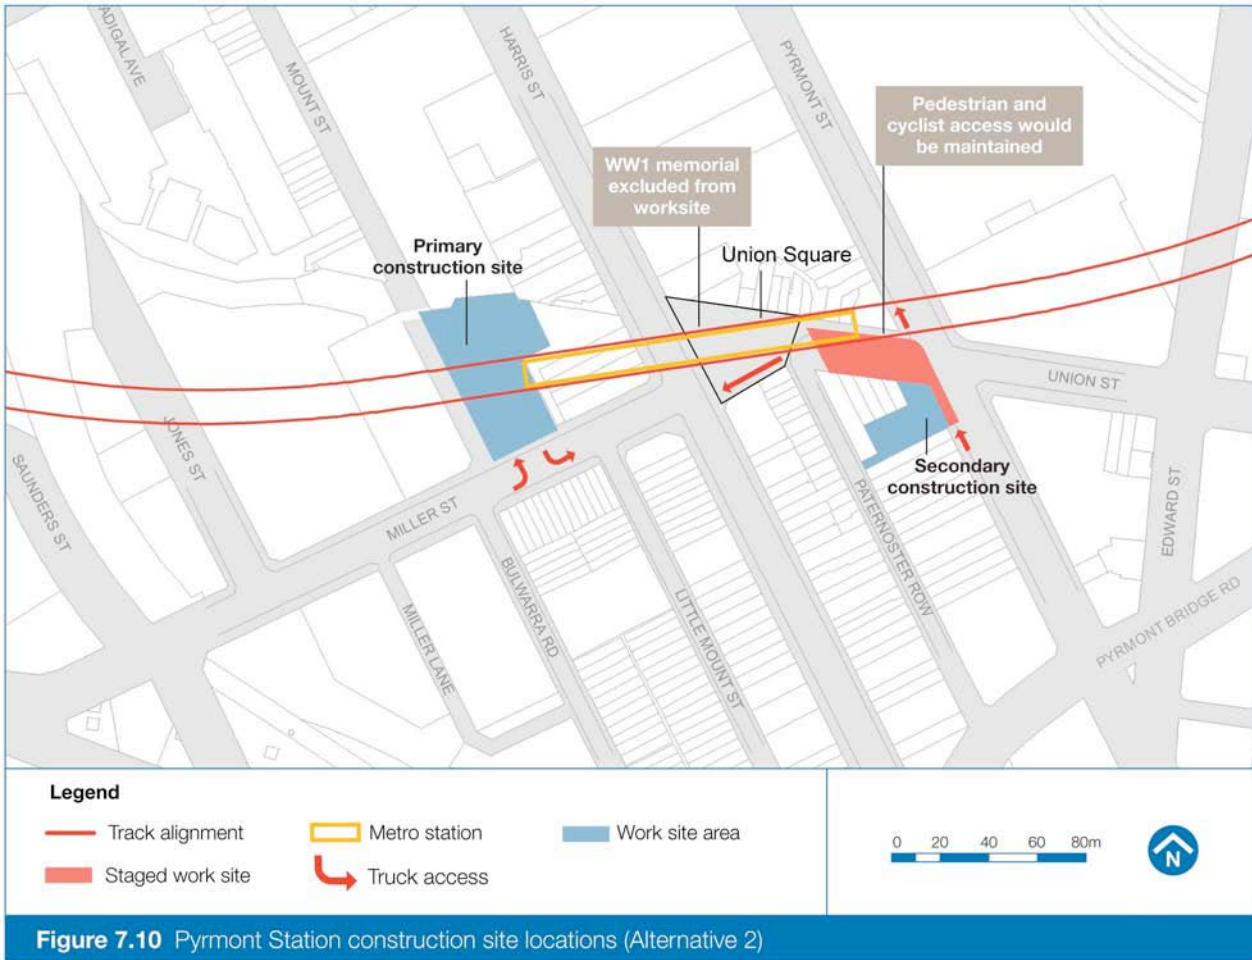 ADIGAL AVE
MOUNT ST
HARRIS ST
PYRMONT ST
Pedestrian and
cyclist access would
be maintained
WW1 memorial
excluded from
worksite
Primary
construction site
Union Square
UNION ST
JONES ST
SAUNDERS ST
MILLER ST
Secondary
construction site
EDWARD ST
PATERNOSTER ROW
BULWARRA RD
MILLER LANE
LITTLE MOUNT ST
PYRMONT BRIDGE RD
Legend
Track alignment
Metro station
Work site area
Staged work site
Truck access
0 20 40 60 80m
N
Figure 7.10 Pyrmont Station construction site locations (Alternative 2)